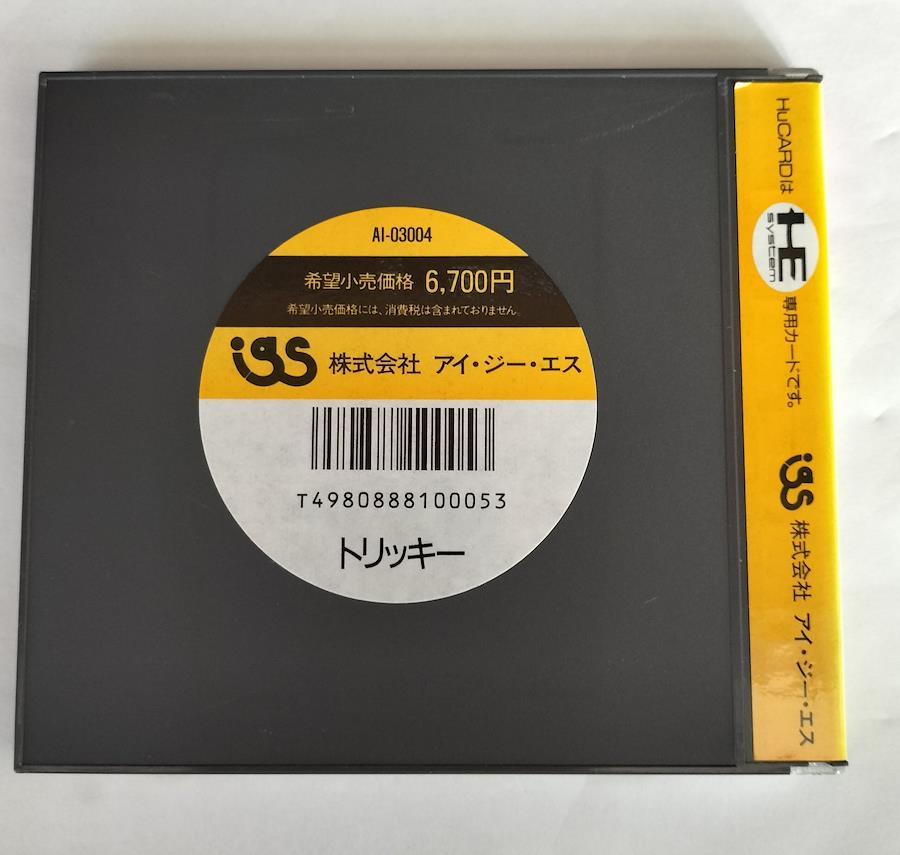 AI-03004
希望小売価格 6,700円
希望小売価格には、消費税は含まれておりません。
igs 株式会社 アイ・ジー・エス
T4980888100053
トリッキー
HuCARDは HE system 専用カードです。 igs 株式会社 アイ・ジー・エス